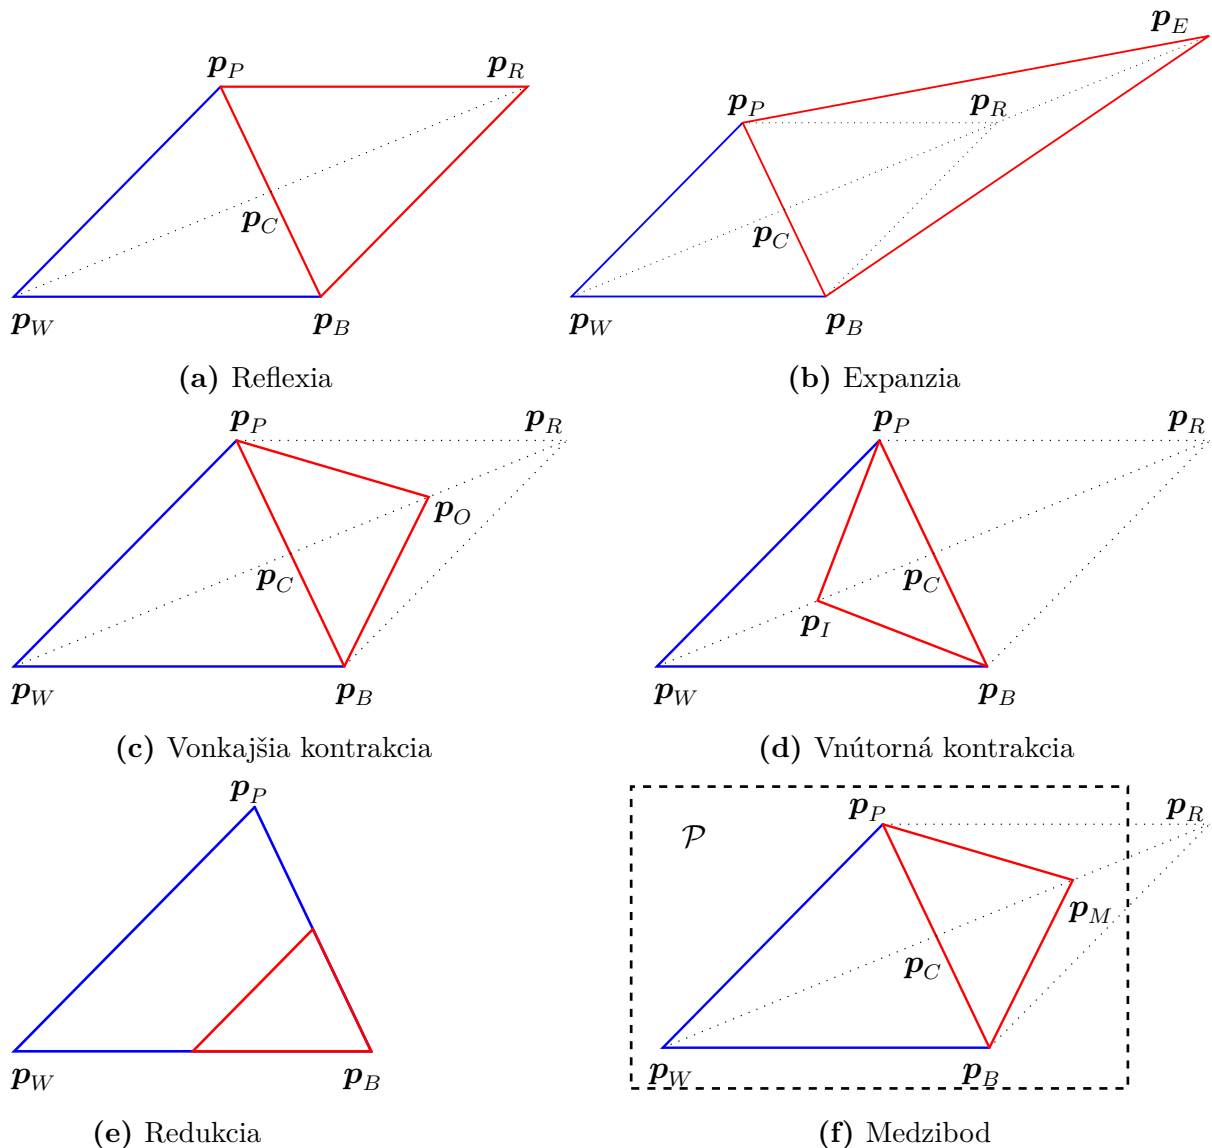 p_P p_R
p_C
p_W p_B
(a) Reflexia
p_E
p_P p_R
p_C
p_W p_B
(b) Expanzia
p_P p_R
p_O
p_C
p_W p_B
(c) Vonkajšia kontrakcia
p_P p_R
p_C
p_I
p_W p_B
(d) Vnútorná kontrakcia
p_P
p_W p_B
(e) Redukcia
p_P p_R
𝒫
p_M
p_C
p_W p_B
(f) Medzibod